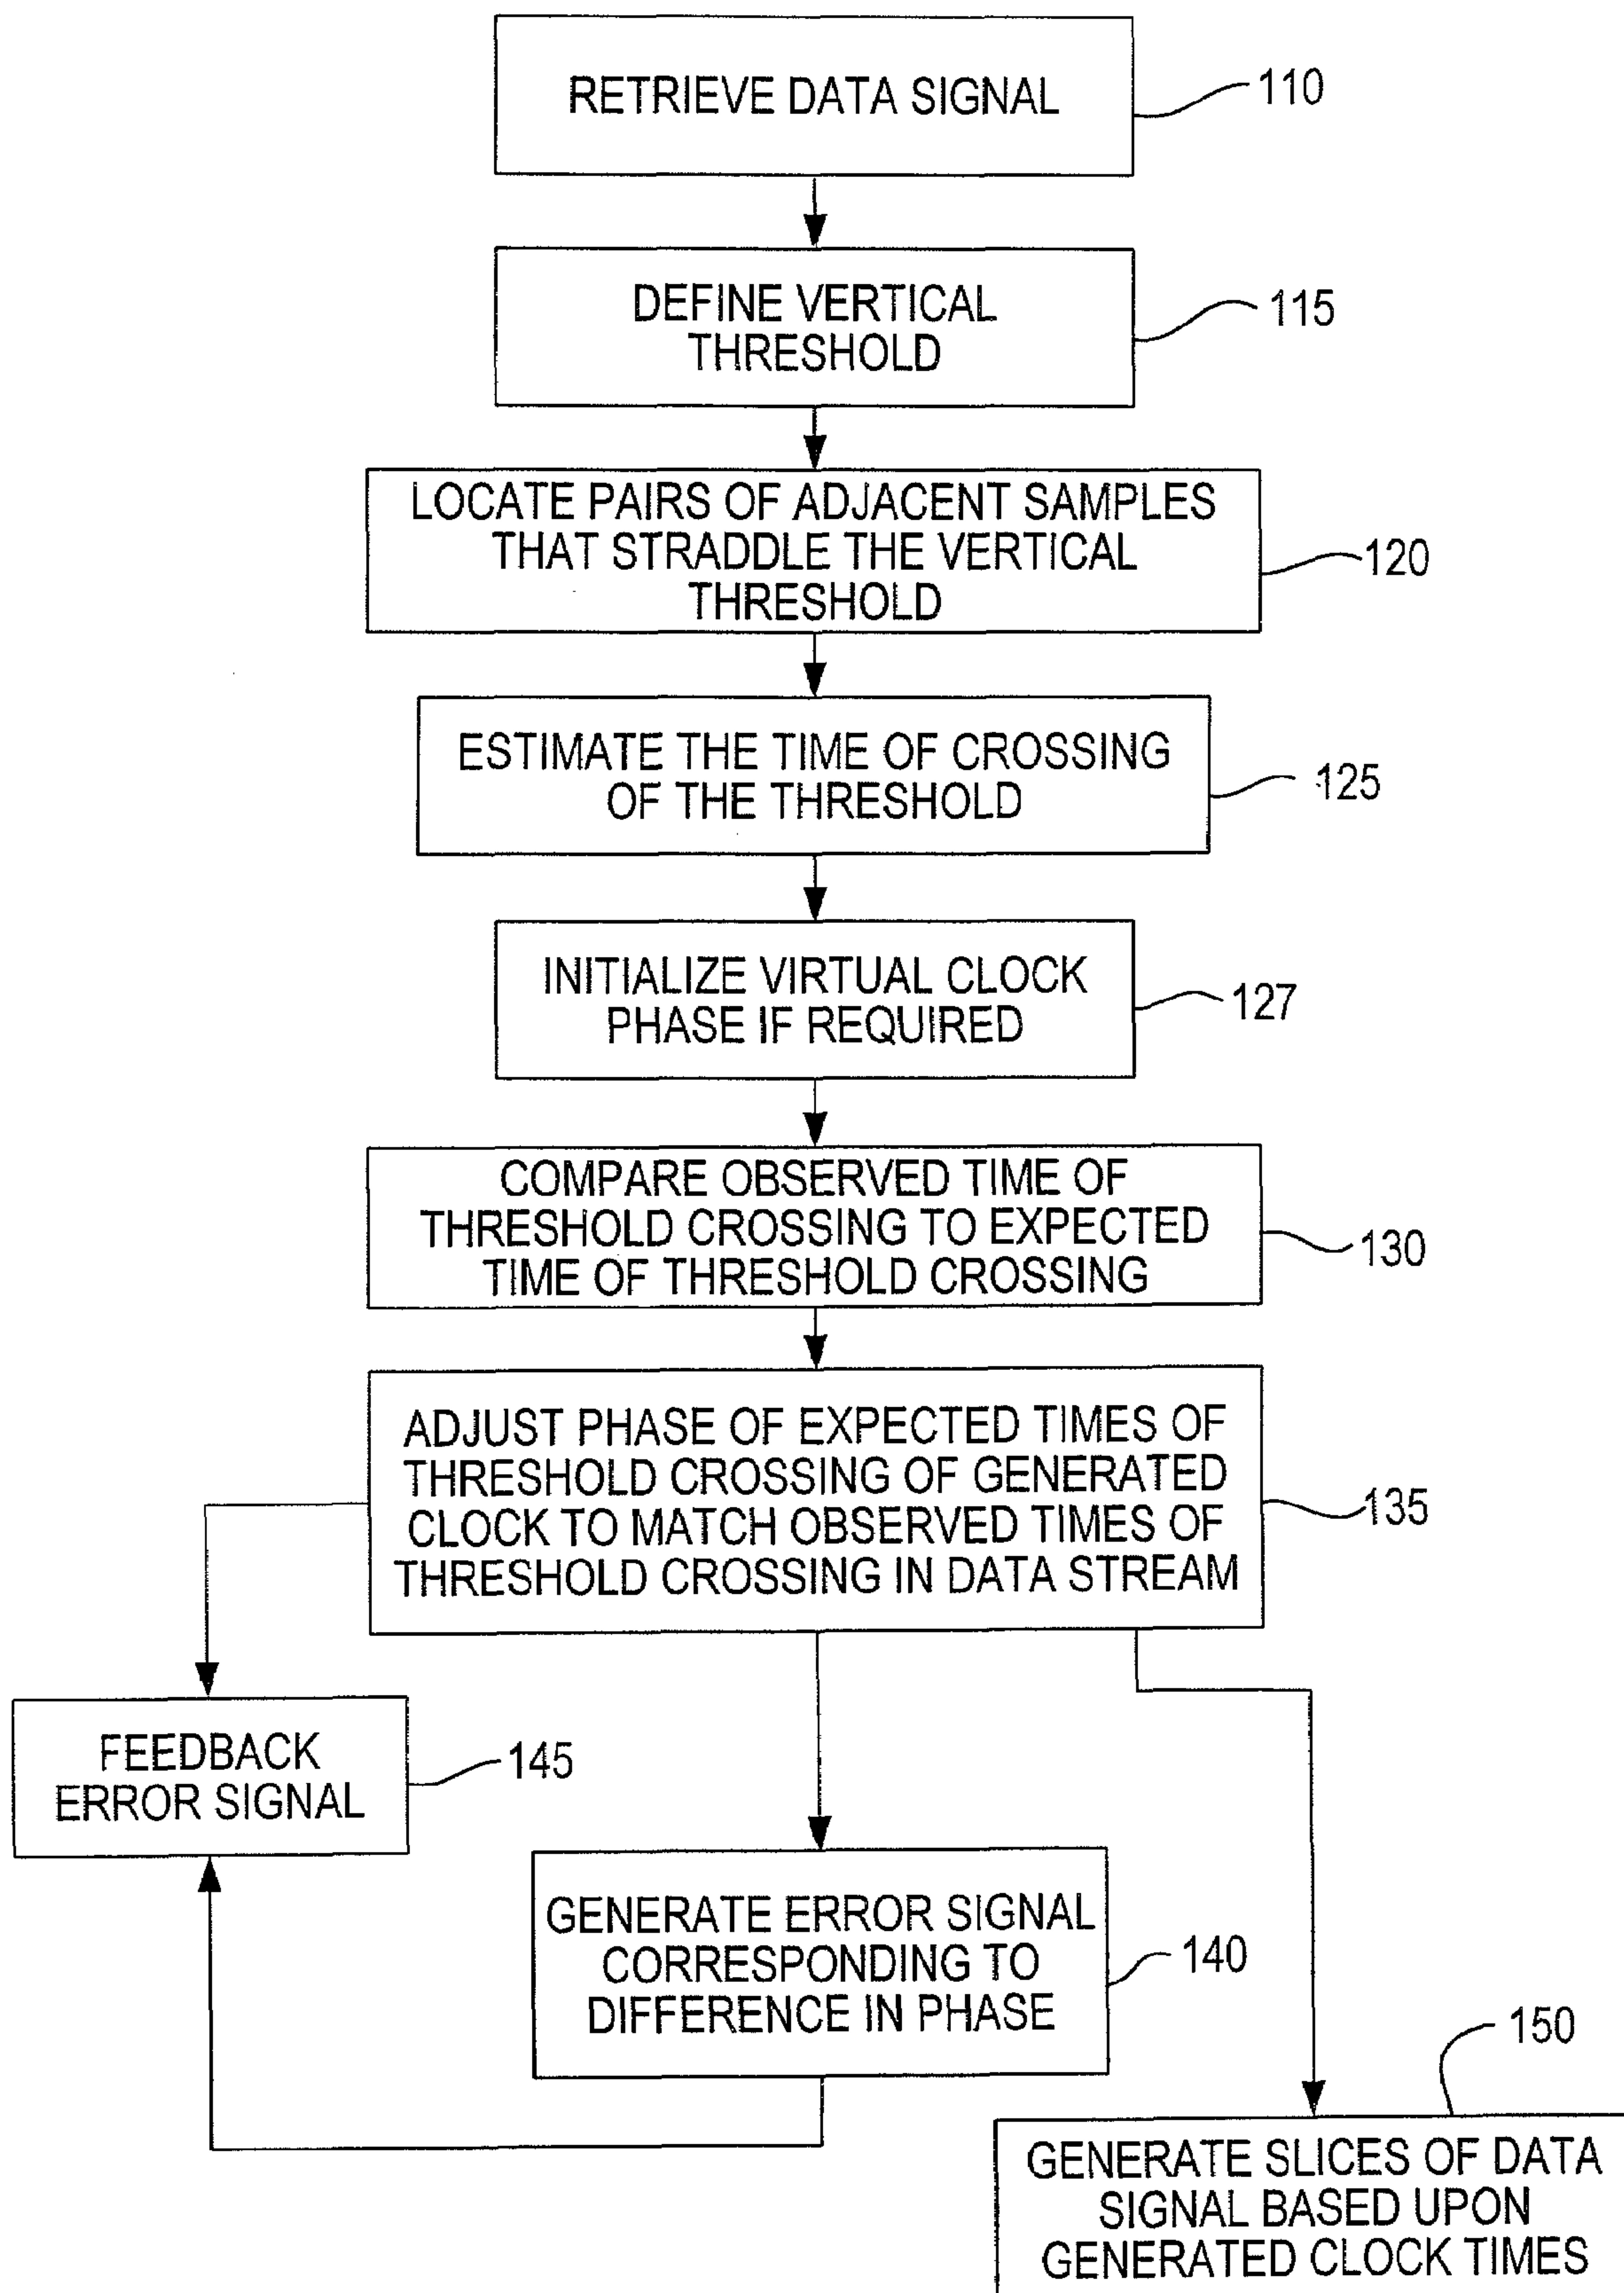 RETRIEVE DATA SIGNAL
110
DEFINE VERTICAL
THRESHOLD
115
LOCATE PAIRS OF ADJACENT SAMPLES
THAT STRADDLE THE VERTICAL
THRESHOLD
120
ESTIMATE THE TIME OF CROSSING
OF THE THRESHOLD
125
INITIALIZE VIRTUAL CLOCK
PHASE IF REQUIRED
127
COMPARE OBSERVED TIME OF
THRESHOLD CROSSING TO EXPECTED
TIME OF THRESHOLD CROSSING
130
ADJUST PHASE OF EXPECTED TIMES OF
THRESHOLD CROSSING OF GENERATED
CLOCK TO MATCH OBSERVED TIMES OF
THRESHOLD CROSSING IN DATA STREAM
135
FEEDBACK
ERROR SIGNAL
145
GENERATE ERROR SIGNAL
CORRESPONDING TO
DIFFERENCE IN PHASE
140
150
GENERATE SLICES OF DATA
SIGNAL BASED UPON
GENERATED CLOCK TIMES